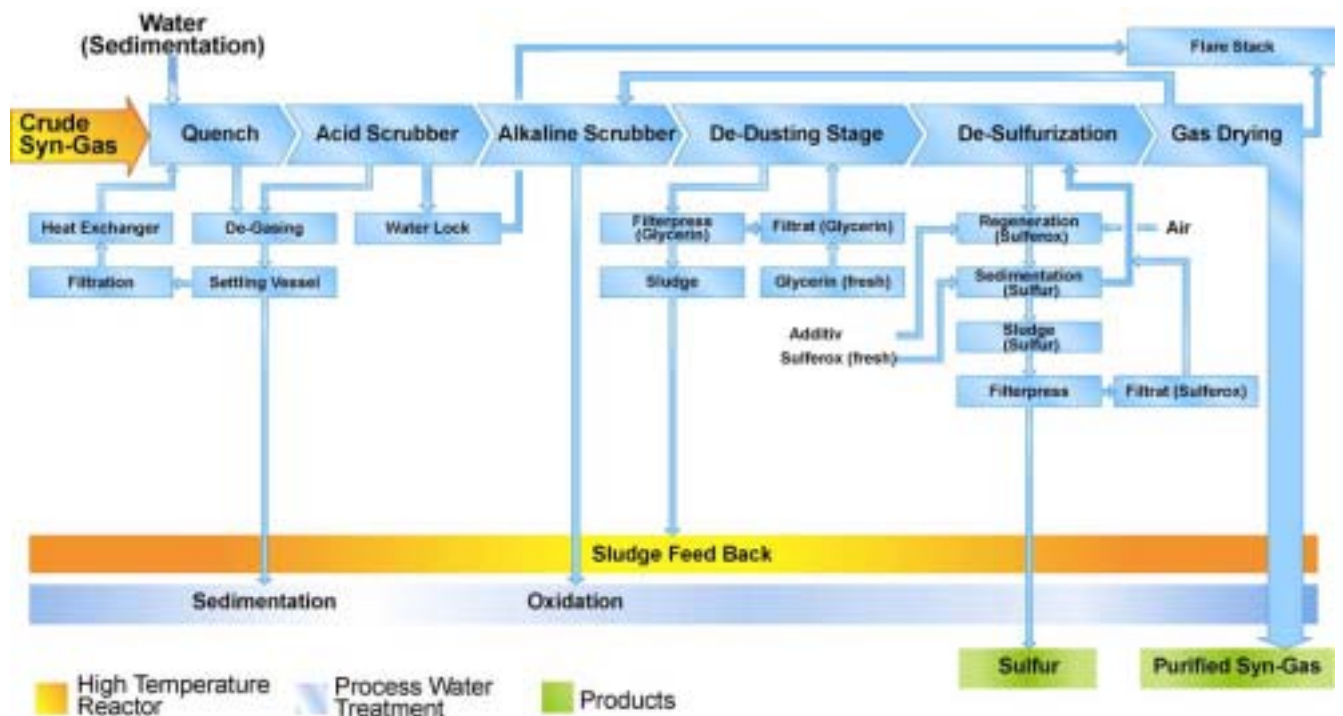 Water
(Sedimentation)
Flare Stack
Crude
Syn-Gas
Quench
Acid Scrubber
Alkaline Scrubber
De-Dusting Stage
De-Sulfurization
Gas Drying
Heat Exchanger
De-Gasing
Water Lock
Filterpress
(Glycerin)
Filtrat (Glycerin)
Regeneration
(Sulferox)
Air
Filtration
Settling Vessel
Sludge
Glycerin (fresh)
Sedimentation
(Sulfur)
Additiv
Sulferox (fresh)
Sludge
(Sulfur)
Filterpress
Filtrat (Sulferox)
Sludge Feed Back
Sedimentation
Oxidation
Sulfur
Purified Syn-Gas
High Temperature
Reactor
Process Water
Treatment
Products